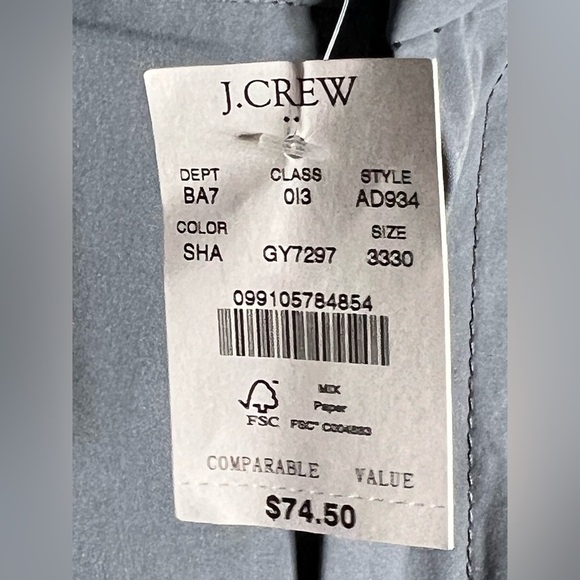 J.CREW
DEPT CLASS STYLE
BA7 013 AD934
COLOR SIZE
SHA GY7297 3330
099105784854
MIX
Paper
FSC FSC™
COMPARABLE VALUE
$74.50